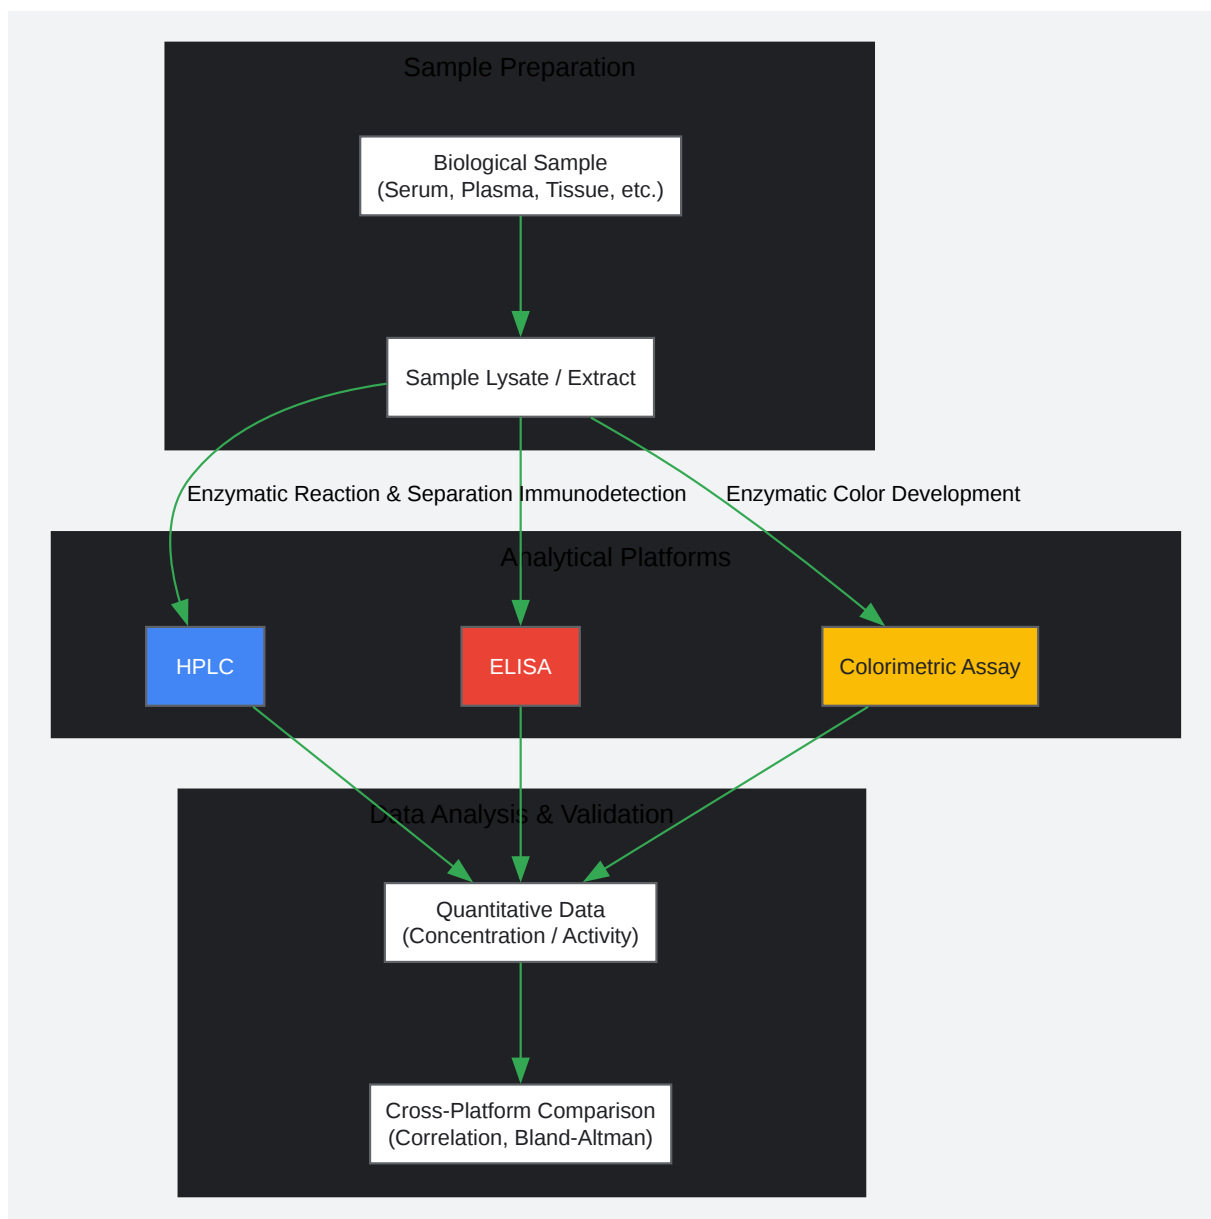 Sample Preparation
Biological Sample
(Serum, Plasma, Tissue, etc.)
Sample Lysate / Extract
Enzymatic Reaction & Separation
Immunodetection
Enzymatic Color Development
Analytical Platforms
HPLC
ELISA
Colorimetric Assay
Data Analysis & Validation
Quantitative Data
(Concentration / Activity)
Cross-Platform Comparison
(Correlation, Bland-Altman)